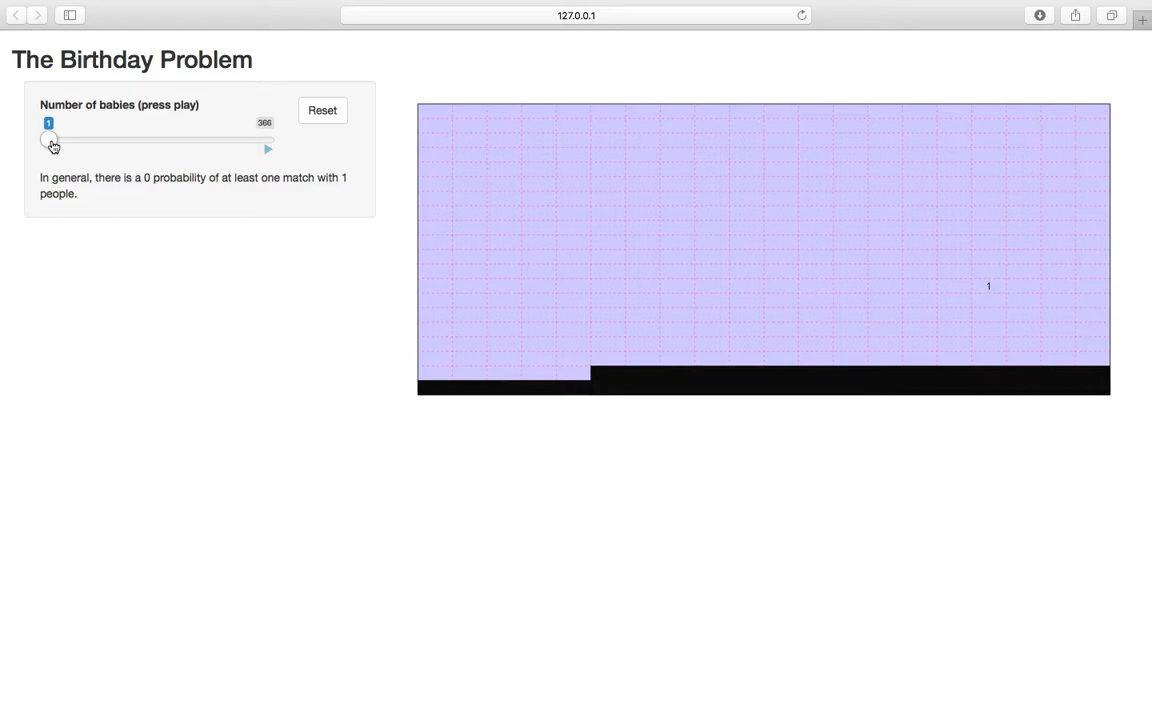 127.0.0.1
The Birthday Problem
Number of babies (press play)
Reset
1
366
In general, there is a 0 probability of at least one match with 1
people.
1